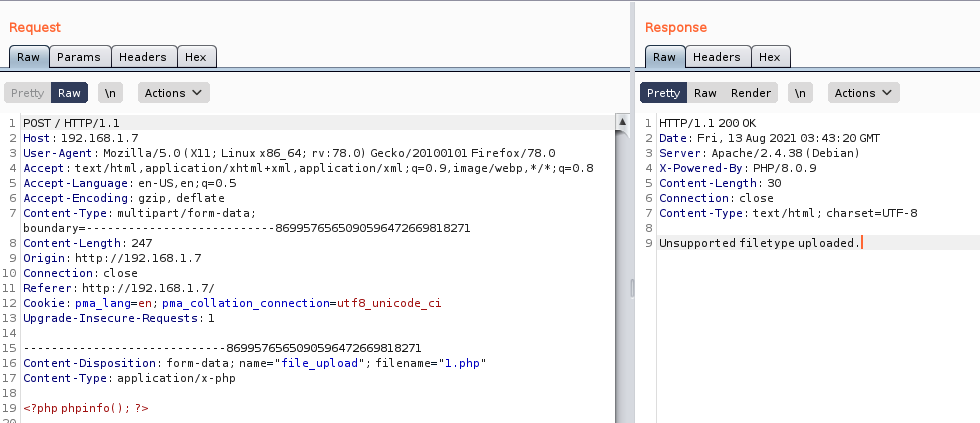 Request
Raw Params Headers Hex
Pretty Raw \n Actions
1 POST / HTTP/1.1
2 Host: 192.168.1.7
3 User-Agent: Mozilla/5.0 (X11; Linux x86_64; rv:78.0) Gecko/20100101 Firefox/78.0
4 Accept: text/html,application/xhtml+xml,application/xml;q=0.9,image/webp,*/*;q=0.8
5 Accept-Language: en-US,en;q=0.5
6 Accept-Encoding: gzip, deflate
7 Content-Type: multipart/form-data;
boundary=---------------------------86995765650905964726698​18271
8 Content-Length: 247
9 Origin: http://192.168.1.7
10 Connection: close
11 Referer: http://192.168.1.7/
12 Cookie: pma_lang=en; pma_collation_connection=utf8_unicode_ci
13 Upgrade-Insecure-Requests: 1
14
15 -----------------------------8699576565090596472669818271
16 Content-Disposition: form-data; name="file_upload"; filename="1.php"
17 Content-Type: application/x-php
18
19 <?php phpinfo(); ?>
20
Response
Raw Headers Hex
Pretty Raw Render \n Actions
1 HTTP/1.1 200 OK
2 Date: Fri, 13 Aug 2021 03:43:20 GMT
3 Server: Apache/2.4.38 (Debian)
4 X-Powered-By: PHP/8.0.9
5 Content-Length: 30
6 Connection: close
7 Content-Type: text/html; charset=UTF-8
8
9 Unsupported filetype uploaded.